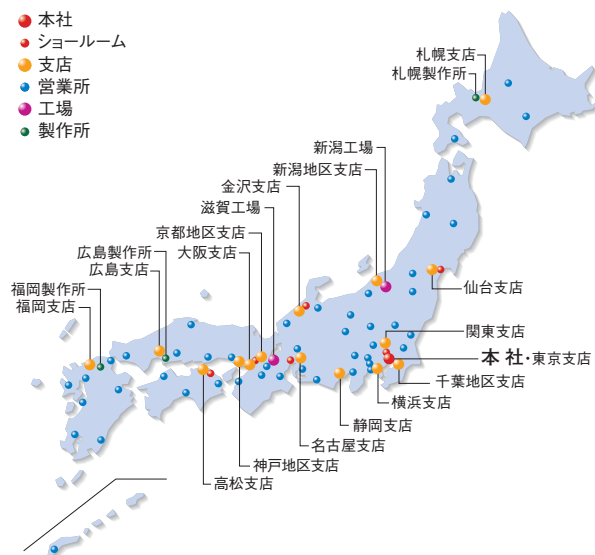 本社
ショールーム
支店
営業所
工場
製作所
札幌支店
札幌製作所
新潟工場
新潟地区支店
金沢支店
滋賀工場
京都地区支店
大阪支店
広島製作所
広島支店
福岡製作所
福岡支店
仙台支店
関東支店
本社・東京支店
千葉地区支店
横浜支店
静岡支店
名古屋支店
神戸地区支店
高松支店